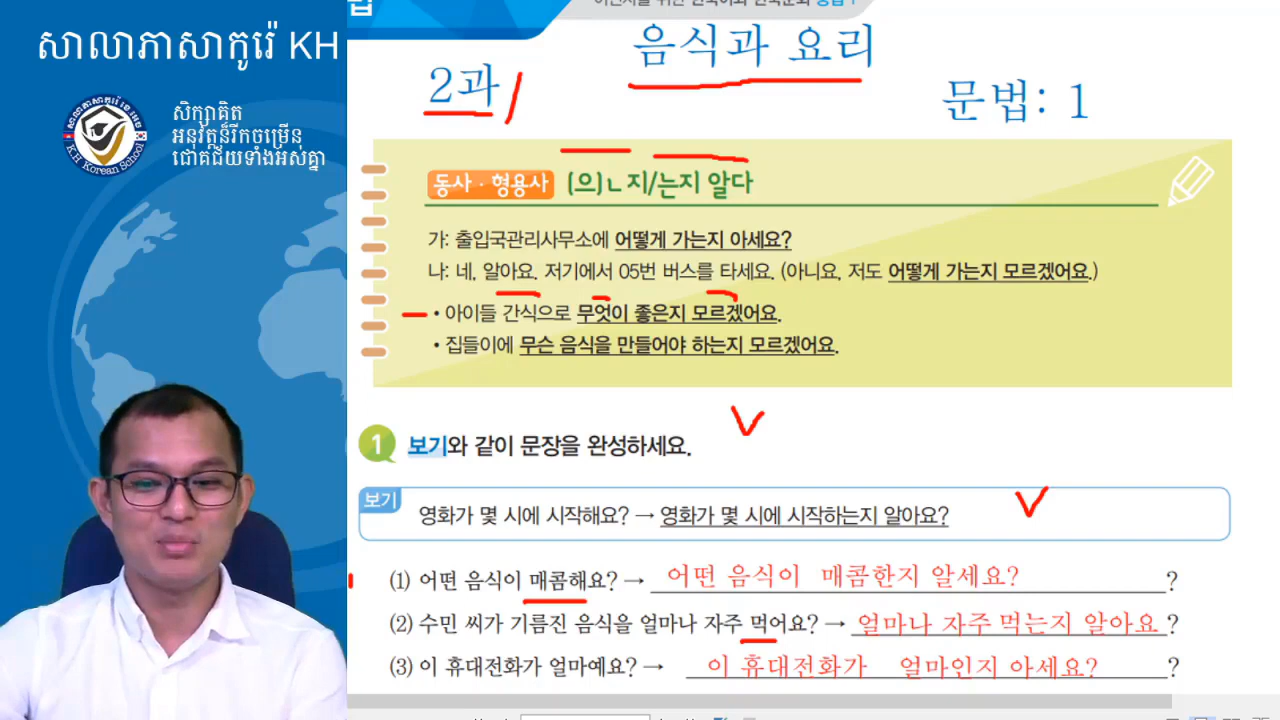 សាលាភាសាកូរ៉េ KH
សិក្សាគិត
អនុវត្តន៍រីកចម្រើន
ជោគជ័យទាំងអស់គ្នា
K.H Korean School
법
음식과 요리
2과
문법: 1
동사·형용사 (으)ㄴ지/는지 알다
가: 출입국관리사무소에 어떻게 가는지 아세요?
나: 네, 알아요. 저기에서 05번 버스를 타세요. (아니요, 저도 어떻게 가는지 모르겠어요.)
• 아이들 간식으로 무엇이 좋은지 모르겠어요.
• 집들이에 무슨 음식을 만들어야 하는지 모르겠어요.
1 보기와 같이 문장을 완성하세요.
보기
영화가 몇 시에 시작해요? → 영화가 몇 시에 시작하는지 알아요?
(1) 어떤 음식이 매콤해요? → 어떤 음식이 매콤한지 알세요? ?
(2) 수민 씨가 기름진 음식을 얼마나 자주 먹어요? → 얼마나 자주 먹는지 알아요 ?
(3) 이 휴대전화가 얼마예요? → 이 휴대전화가 얼마인지 아세요? ?